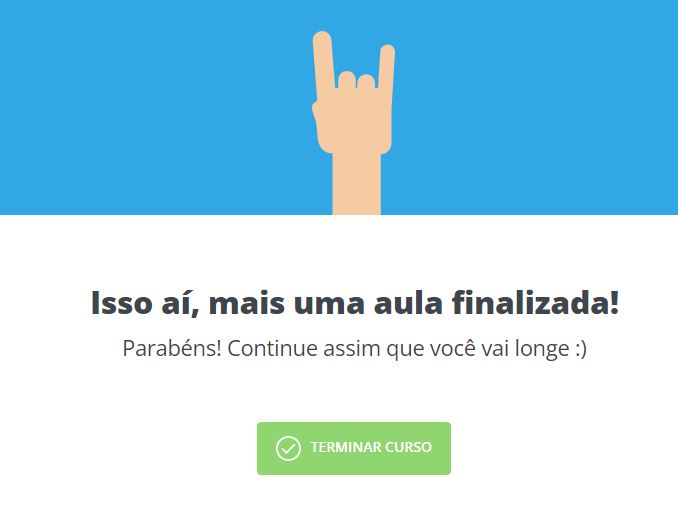 Isso aí, mais uma aula finalizada!
Parabéns! Continue assim que você vai longe :)
TERMINAR CURSO